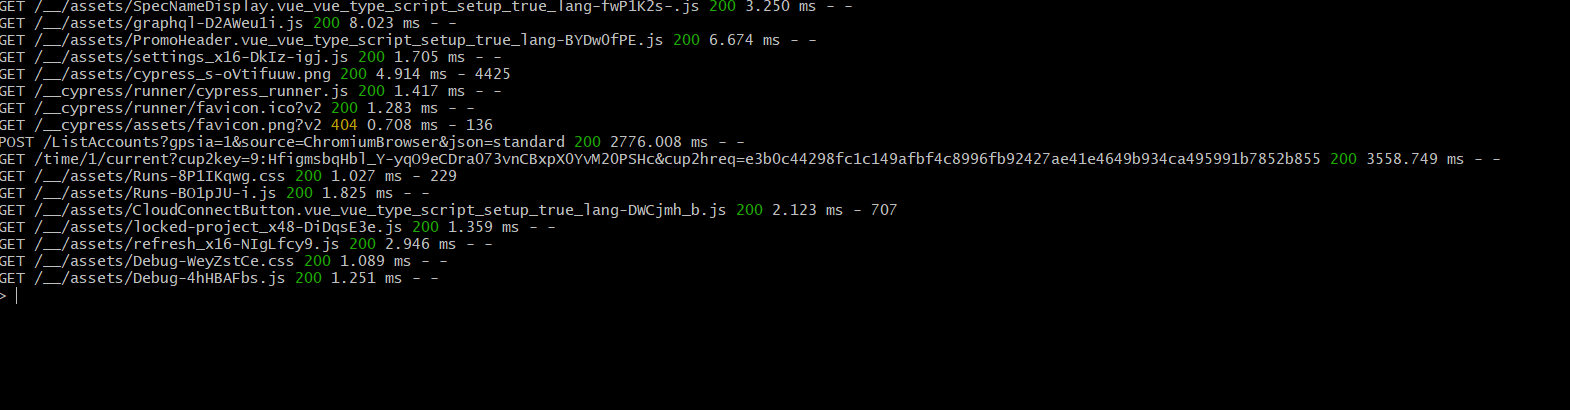 GET /__/assets/SpecNameDisplay.vue_vue_type_script_setup_true_lang-fwP1K2s-.js 200 3.250 ms - -
GET /__/assets/graphql-D2AWeu1i.js 200 8.023 ms - -
GET /__/assets/PromoHeader.vue_vue_type_script_setup_true_lang-BYDwOfPE.js 200 6.674 ms - -
GET /__/assets/settings_x16-DkIz-igj.js 200 1.705 ms - -
GET /__/assets/cypress_s-oVtifuuw.png 200 4.914 ms - 4425
GET /__cypress/runner/cypress_runner.js 200 1.417 ms - -
GET /__cypress/runner/favicon.ico?v2 200 1.283 ms - -
GET /__cypress/assets/favicon.png?v2 404 0.708 ms - 136
POST /ListAccounts?gpsia=1&source=ChromiumBrowser&json=standard 200 2776.008 ms - -
GET /time/1/current?cup2key=9:HfigmsbqHbl_Y-yqO9eCDraO73vnCBxpXOYvM2OPSHc&cup2hreq=e3b0c44298fc1c149afbf4c8996fb92427ae41e4649b934ca495991b7852b855 200 3558.749 ms - -
GET /__/assets/Runs-8P1IKqwg.css 200 1.027 ms - 229
GET /__/assets/Runs-BO1pJU-i.js 200 1.825 ms - -
GET /__/assets/CloudConnectButton.vue_vue_type_script_setup_true_lang-DWCjmh_b.js 200 2.123 ms - 707
GET /__/assets/locked-project_x48-DiDqsE3e.js 200 1.359 ms - -
GET /__/assets/refresh_x16-NIgLfcy9.js 200 2.946 ms - -
GET /__/assets/Debug-WeyZstCe.css 200 1.089 ms - -
GET /__/assets/Debug-4hHBAFbs.js 200 1.251 ms - -
>